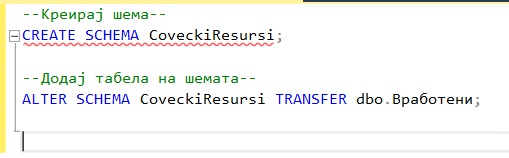 --Креирај шема--
CREATE SCHEMA CoveckiResursi;
--Додај табела на шемата--
ALTER SCHEMA CoveckiResursi TRANSFER dbo.Вработени;